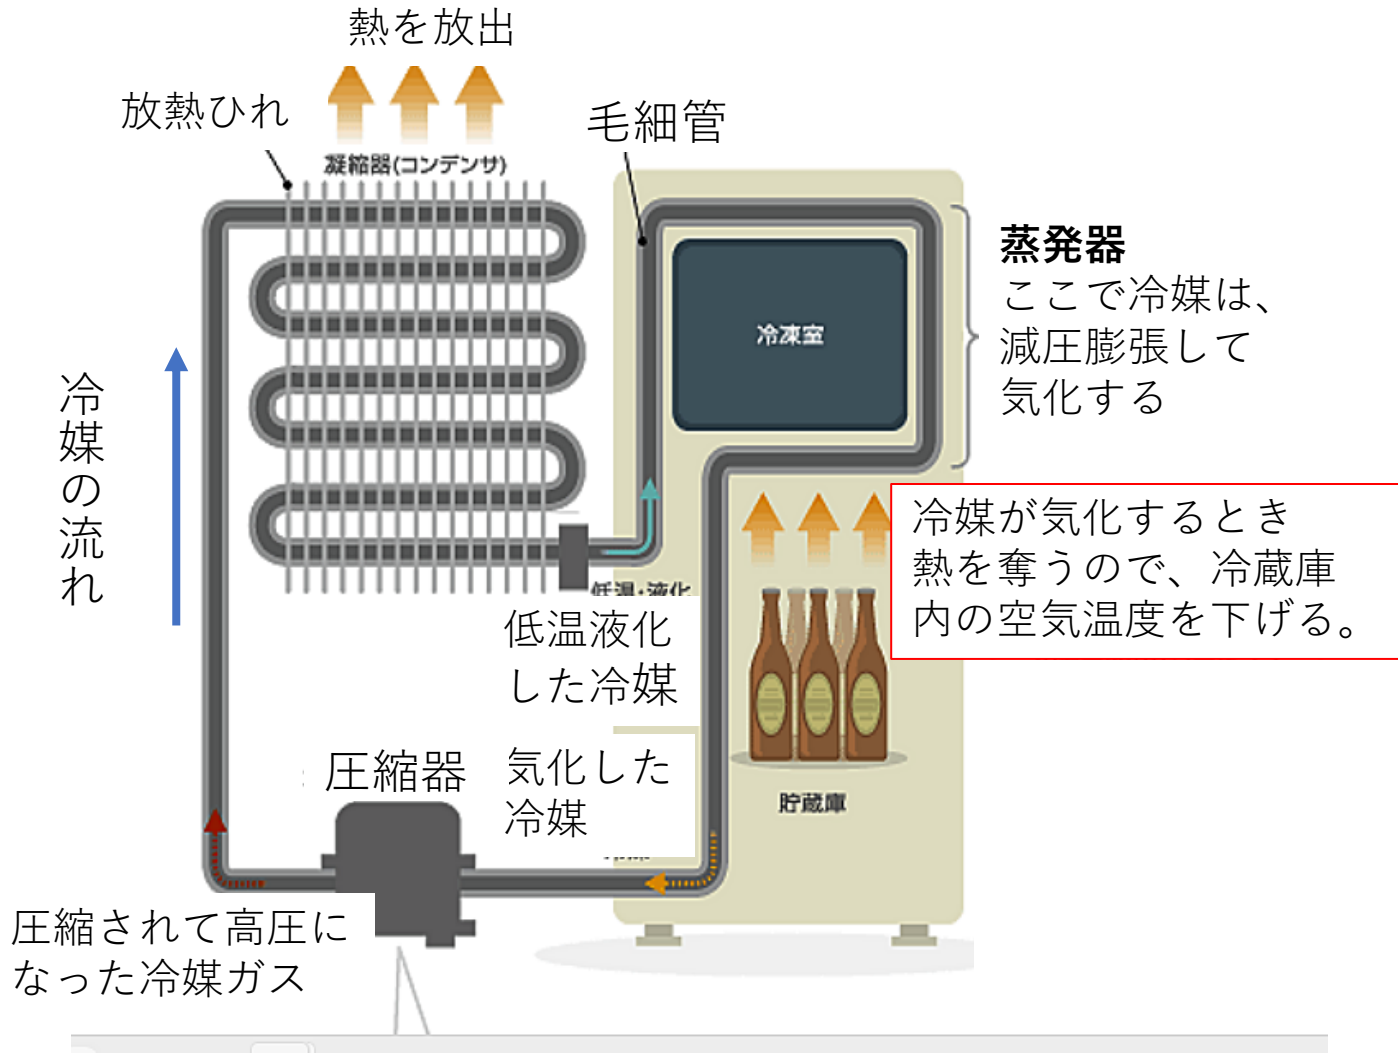 熱を放出
放熱ひれ
毛細管
凝縮器(コンデンサ)
蒸発器
ここで冷媒は、
減圧膨張して
気化する
冷凍室
冷媒の流れ
冷媒が気化するとき
熱を奪うので、冷蔵庫
内の空気温度を下げる。
低温・液化
低温液化
した冷媒
圧縮器
気化した
冷媒
貯蔵庫
圧縮されて高圧に
なった冷媒ガス